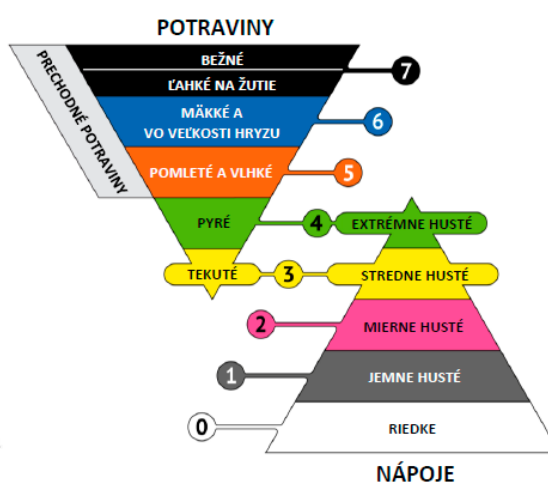 POTRAVINY
BEŽNÉ
7
ĽAHKÉ NA ŽUTIE
PRECHODNÉ POTRAVINY
MÄKKÉ A
VO VEĽKOSTI HRYZU
6
POMLETÉ A VLHKÉ
5
PYRÉ
4
EXTRÉMNE HUSTÉ
TEKUTÉ
3
STREDNE HUSTÉ
2
MIERNE HUSTÉ
1
JEMNE HUSTÉ
0
RIEDKE
NÁPOJE